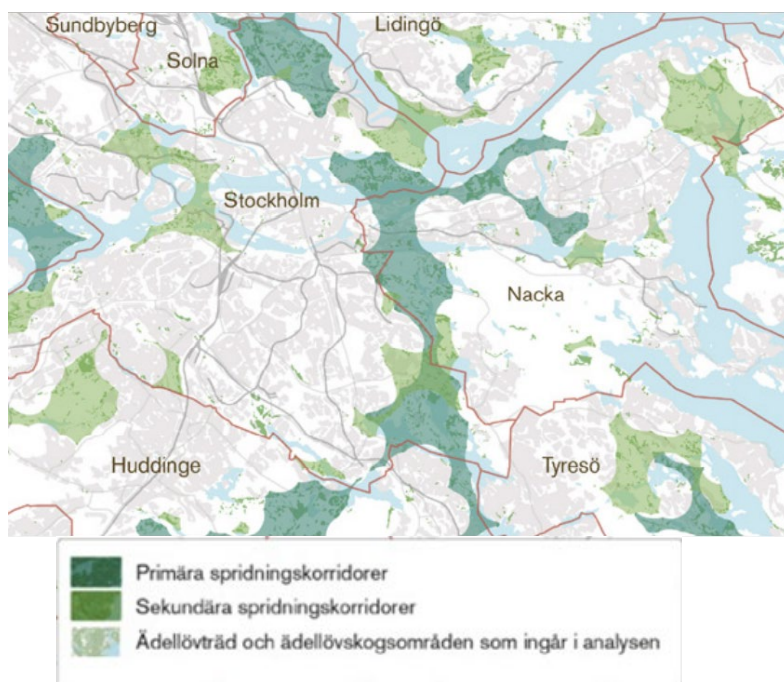 Sundbyberg
Lidingö
Solna
Stockholm
Nacka
Huddinge
Tyresö
Primära spridningskorridorer
Sekundära spridningskorridorer
Ädellövträd och ädellövskogsområden som ingår i analysen